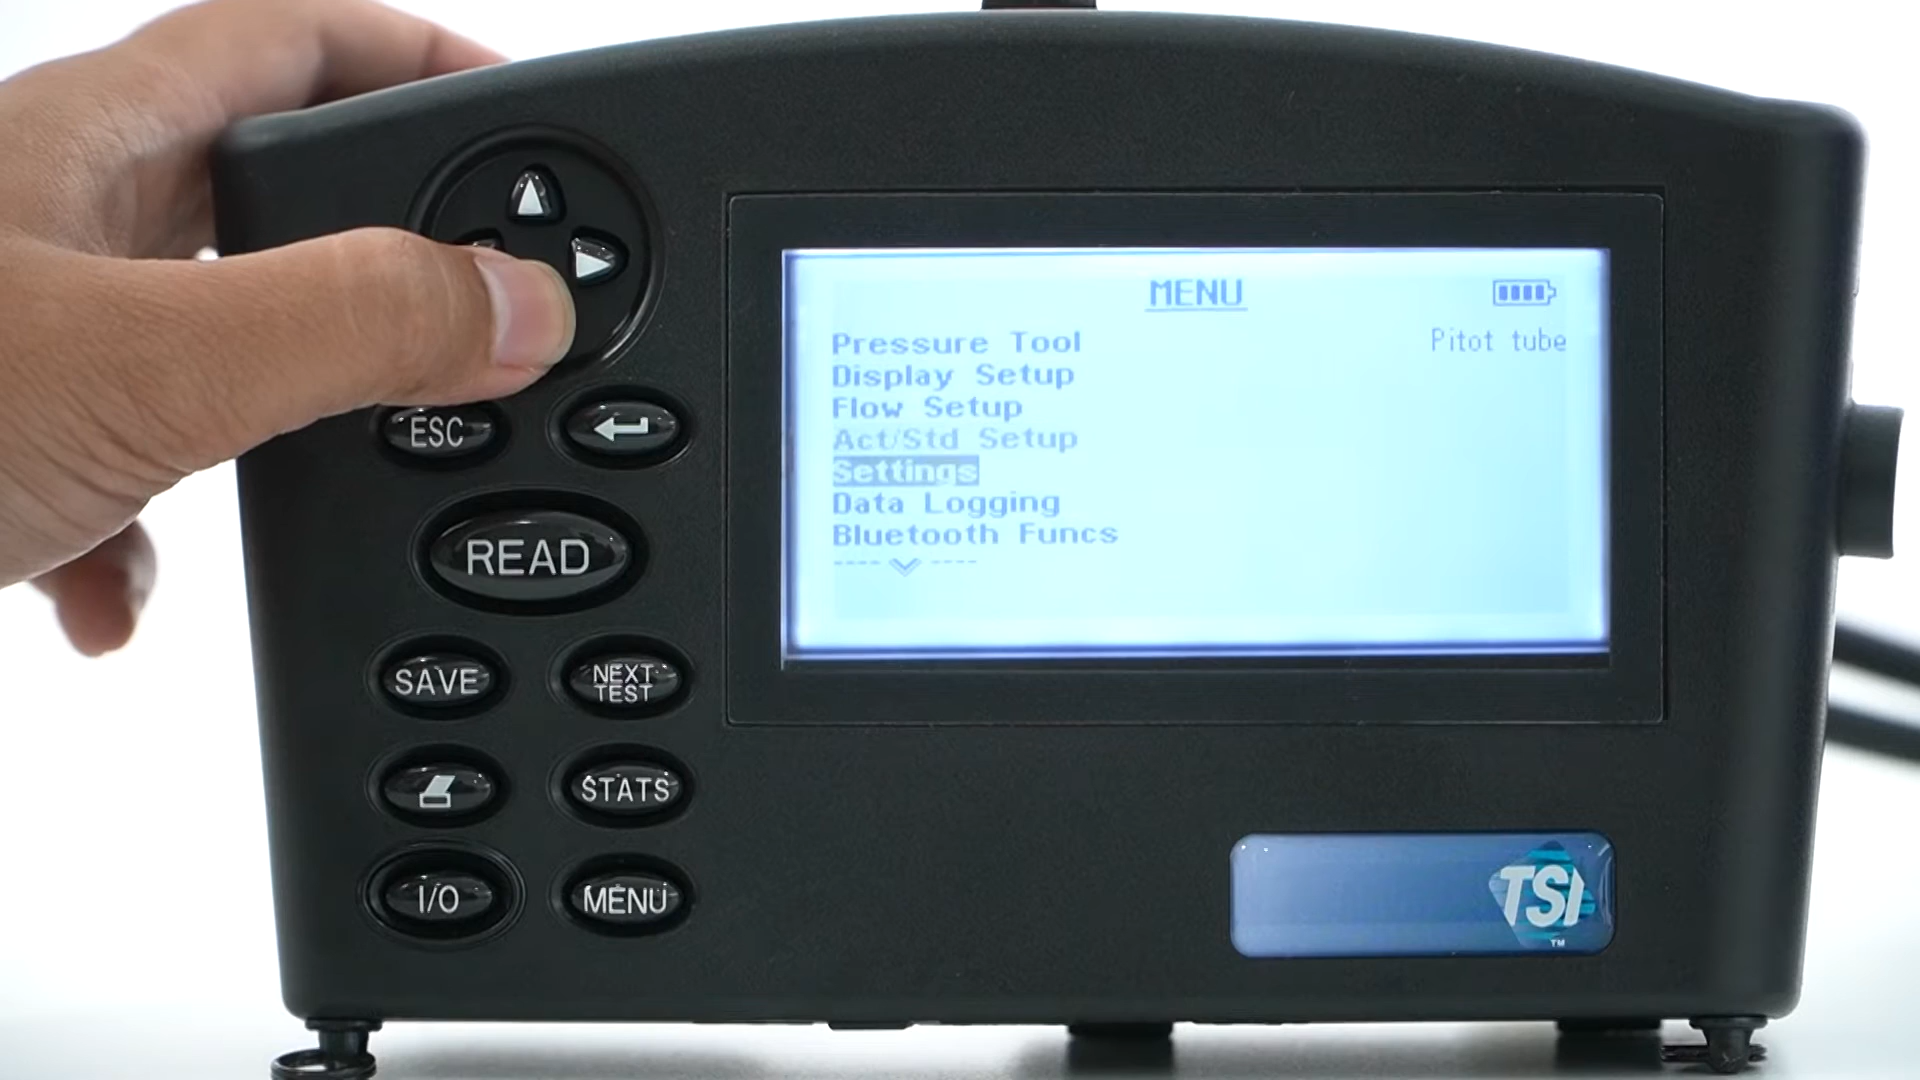 MENU
Pressure Tool
Pitot tube
Display Setup
Flow Setup
Act/Std Setup
Settings
Data Logging
Bluetooth Funcs
ESC
READ
SAVE
NEXT
TEST
STATS
I/O
MENU
TSI
TM